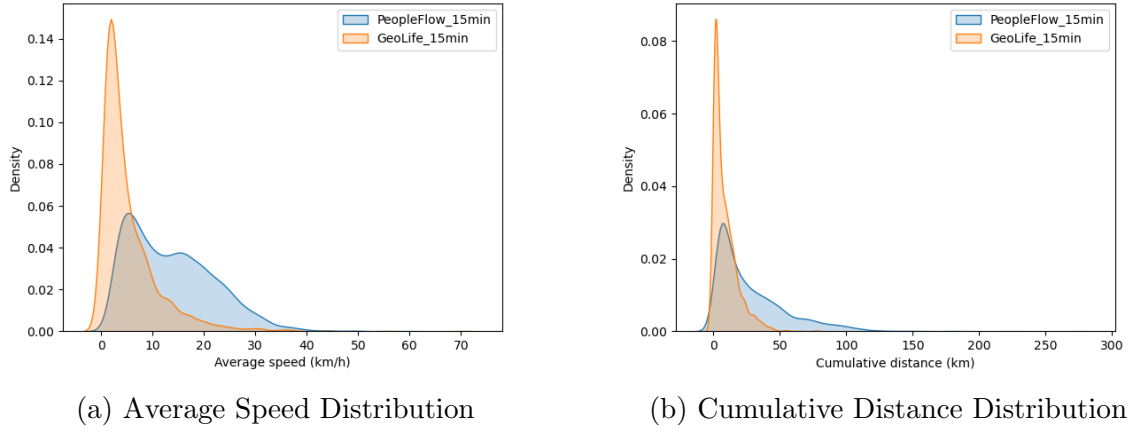 PeopleFlow_15min
GeoLife_15min
0.14
0.12
0.10
0.08
0.06
0.04
0.02
0.00
Density
0 10 20 30 40 50 60 70
Average speed (km/h)
(a) Average Speed Distribution
PeopleFlow_15min
GeoLife_15min
0.08
0.06
0.04
0.02
0.00
Density
0 50 100 150 200 250 300
Cumulative distance (km)
(b) Cumulative Distance Distribution